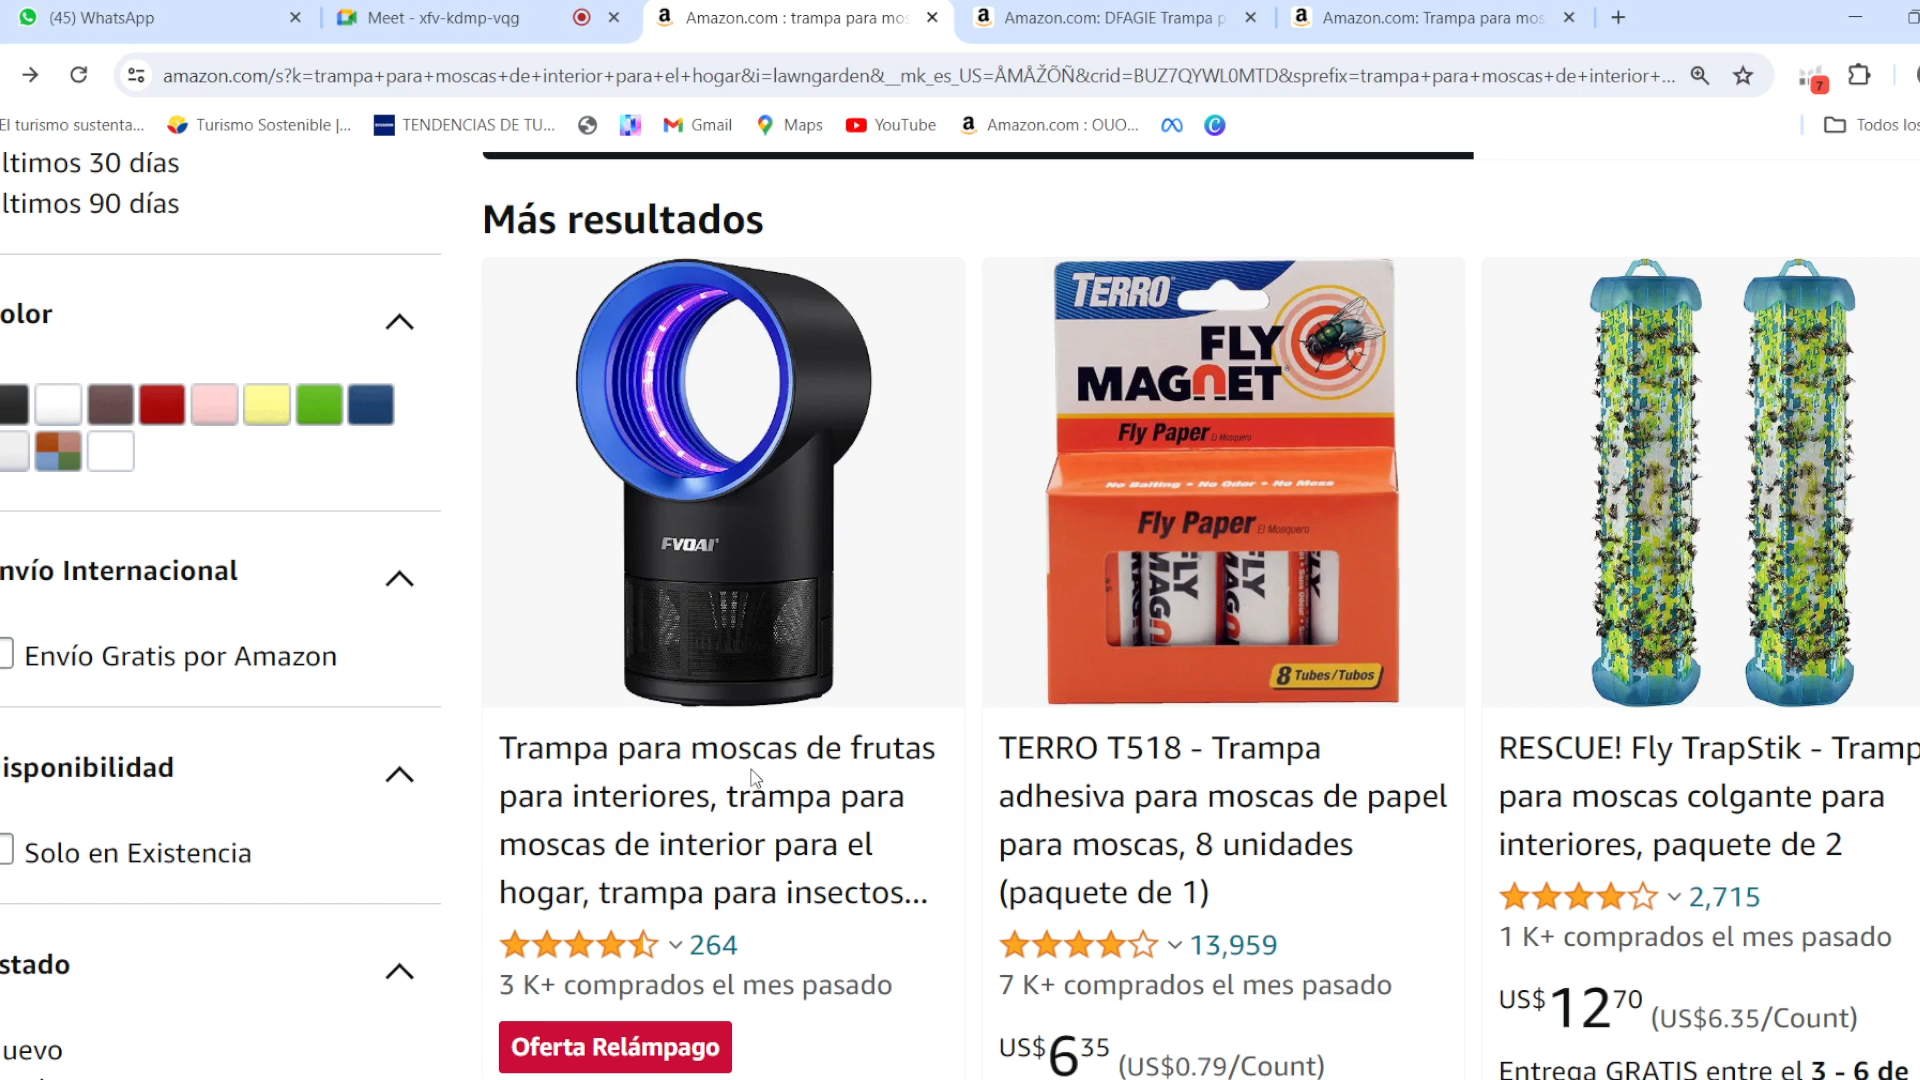 (45) WhatsApp
Meet - xfv-kdmp-vqg
Amazon.com : trampa para mos
Amazon.com: DFAGIE Trampa p
Amazon.com: Trampa para mos
amazon.com/s?k=trampa+para+moscas+de+interior+para+el+hogar&i=lawngarden&__mk_es_US=ÅMÅŽÕÑ&crid=BUZ7QYWL0MTD&sprefix=trampa+para+moscas+de+interior+...
7
El turismo sustenta...
Turismo Sostenible |...
TENDENCIAS DE TU...
Gmail
Maps
YouTube
Amazon.com : OUO...
Todos los
ltimos 30 días
ltimos 90 días
olor
nvío Internacional
Envío Gratis por Amazon
isponibilidad
Solo en Existencia
stado
uevo
Más resultados
FVOAI
Trampa para moscas de frutas
para interiores, trampa para
moscas de interior para el
hogar, trampa para insectos...
264
3 K+ comprados el mes pasado
Oferta Relámpago
TERRO
FLY
MAGNET
Fly Paper El Mosquero
No Baiting • No Odor • No Mess
Fly Paper El Mosquero
FLY MAGN
8 Tubes/Tubos
TERRO T518 - Trampa
adhesiva para moscas de papel
para moscas, 8 unidades
(paquete de 1)
13,959
7 K+ comprados el mes pasado
US$6 35 (US$0.79/Count)
RESCUE! Fly TrapStik - Tramp
para moscas colgante para
interiores, paquete de 2
2,715
1 K+ comprados el mes pasado
US$12 70 (US$6.35/Count)
Entrega GRATIS entre el 3 - 6 de